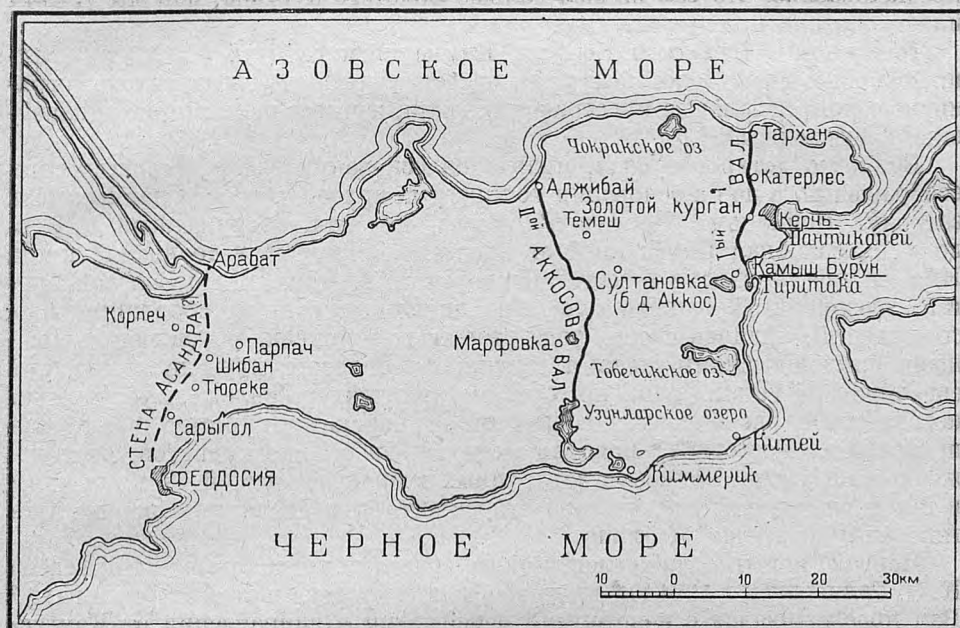 АЗОВСКОЕ МОРЕ
Чокракское оз
Тархан
Катерлес
Аджибай
Золотой Курган
Темеш
Iый ВАЛ
Керчь
Пантикапей
Арабат
IIой АККОСОВ ВАЛ
Султановка
(б д Аккос)
Камыш Бурун
Тиритака
Корпеч
СТЕНА АСАНДРА(?)
Парпач
Шибан
Тюреке
Марфовка
Тобечикское оз
Сарыгол
Узунларское озеро
Китей
Киммерик
ФЕОДОСИЯ
ЧЕРНОЕ МОРЕ
10 0 10 20 30км